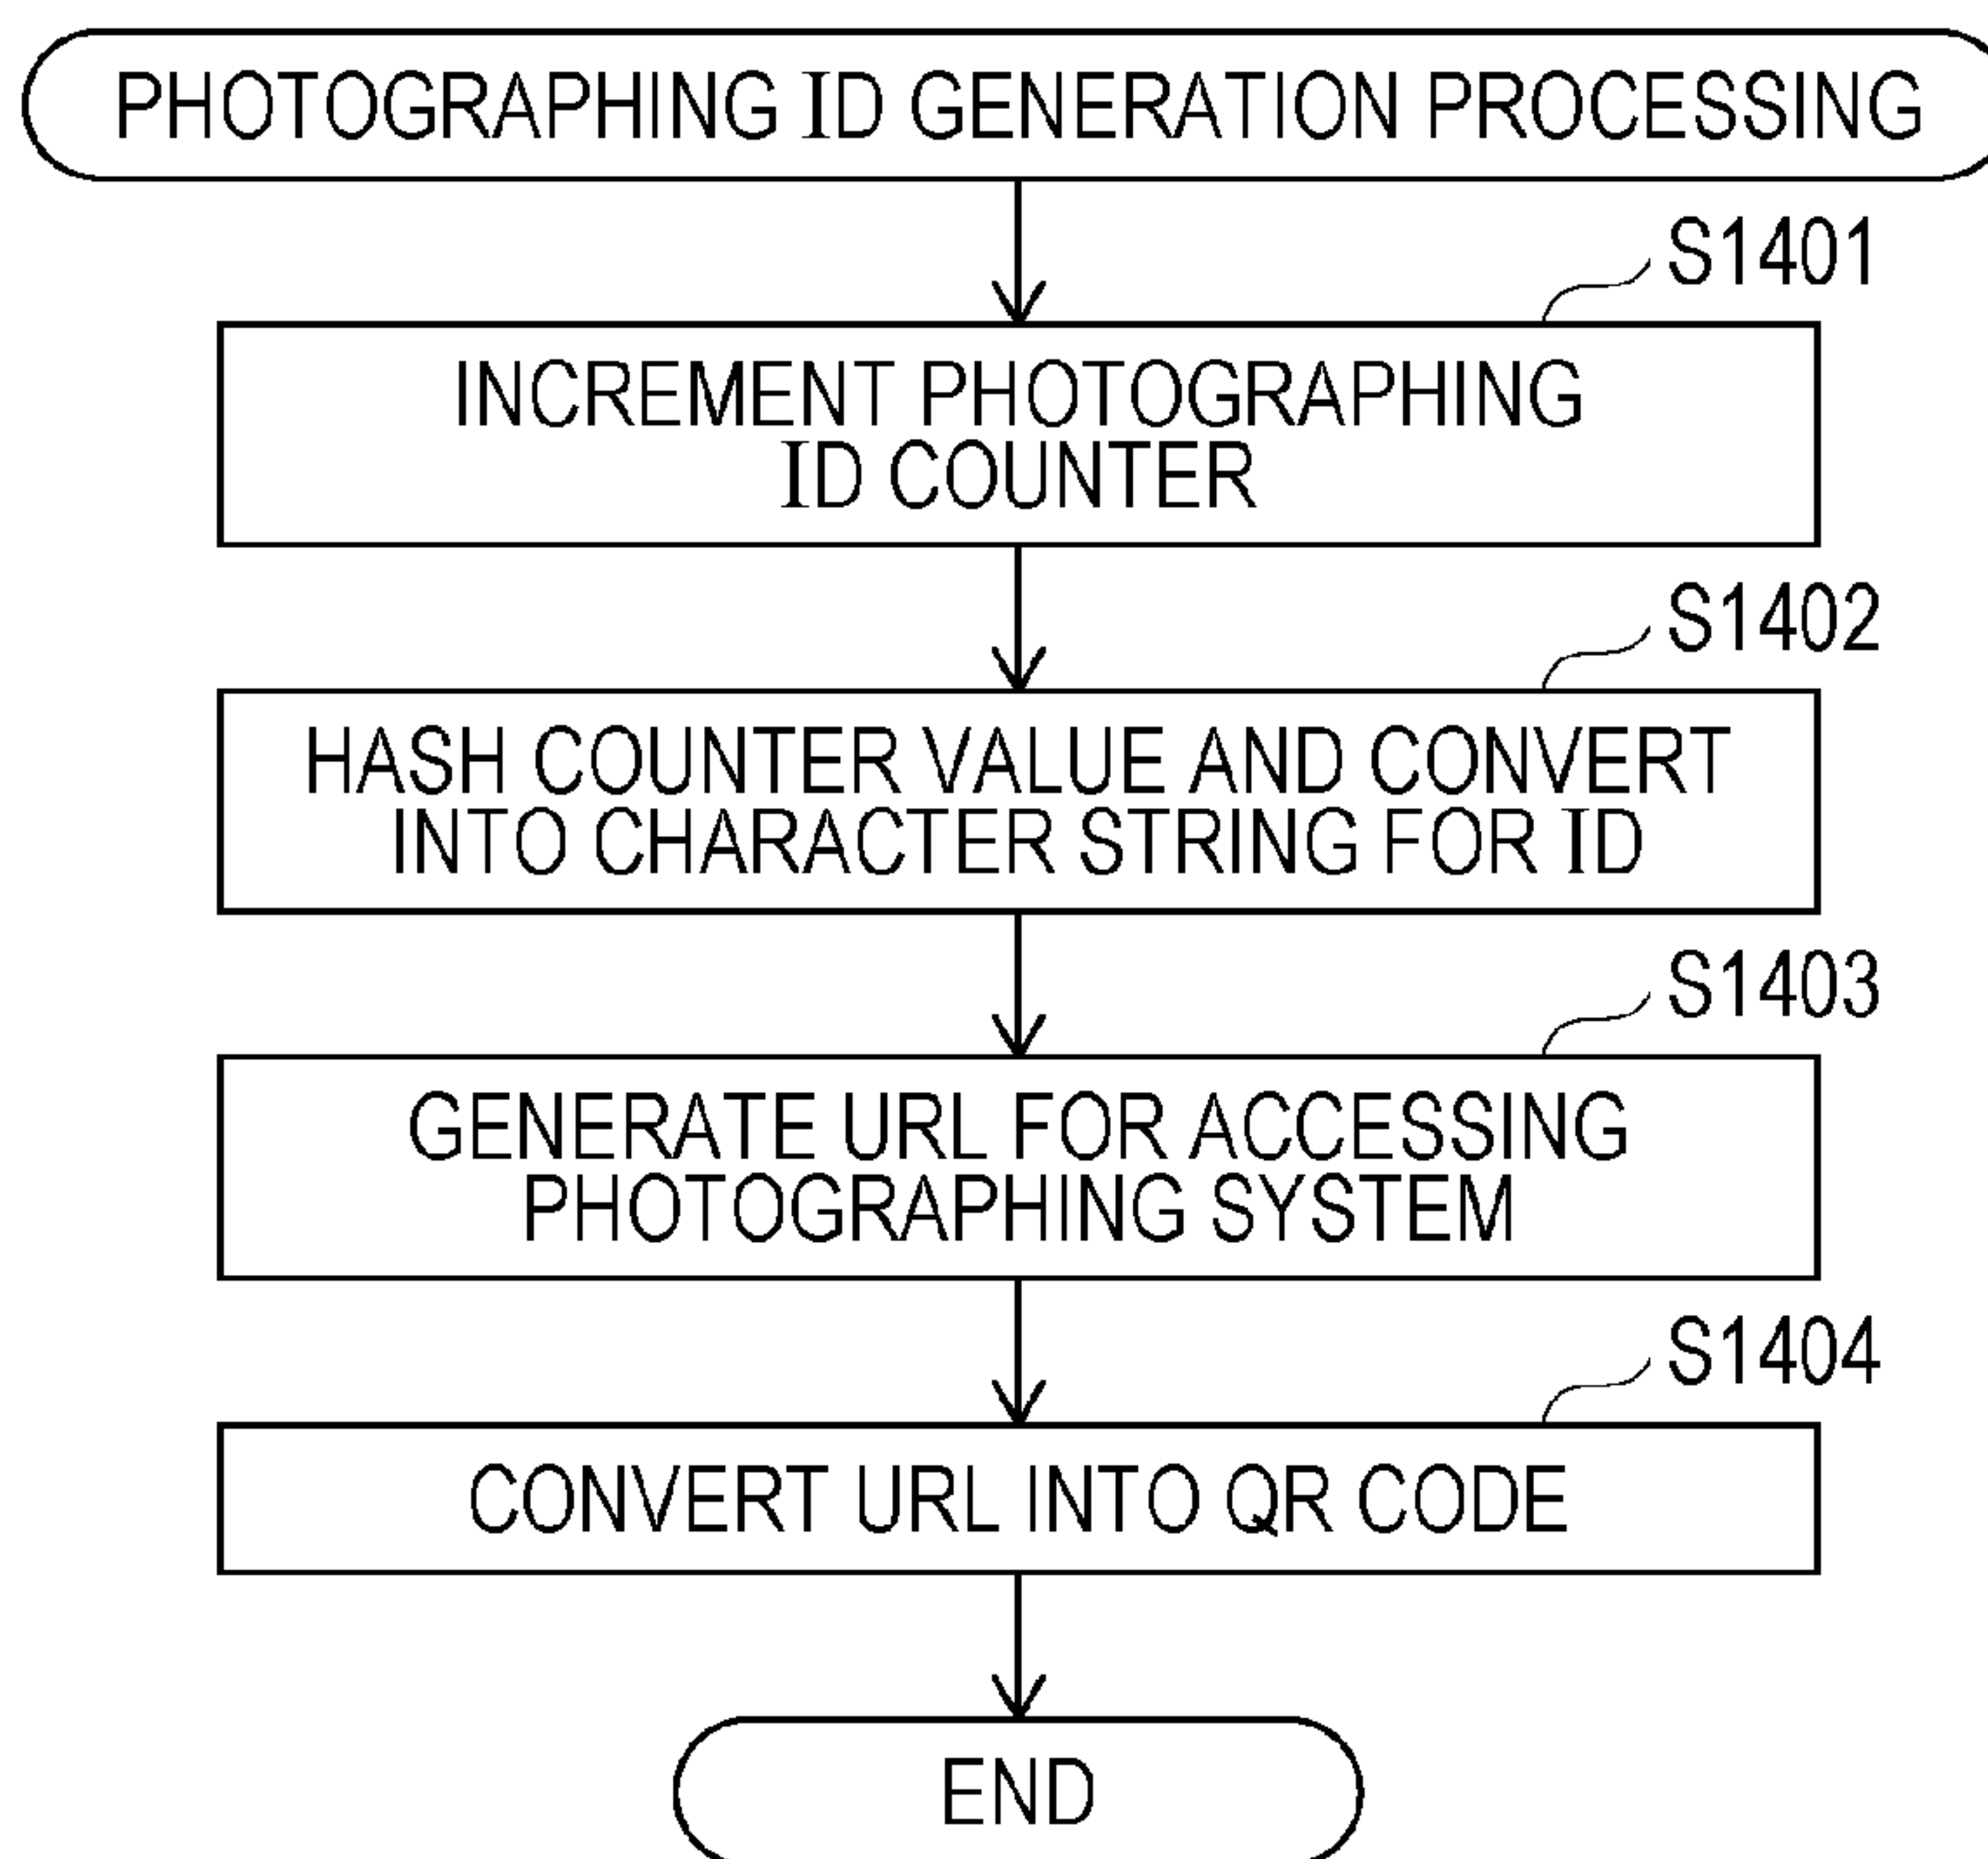 PHOTOGRAPHING ID GENERATION PROCESSING
S1401
INCREMENT PHOTOGRAPHING
ID COUNTER
S1402
HASH COUNTER VALUE AND CONVERT
INTO CHARACTER STRING FOR ID
S1403
GENERATE URL FOR ACCESSING
PHOTOGRAPHING SYSTEM
S1404
CONVERT URL INTO QR CODE
END